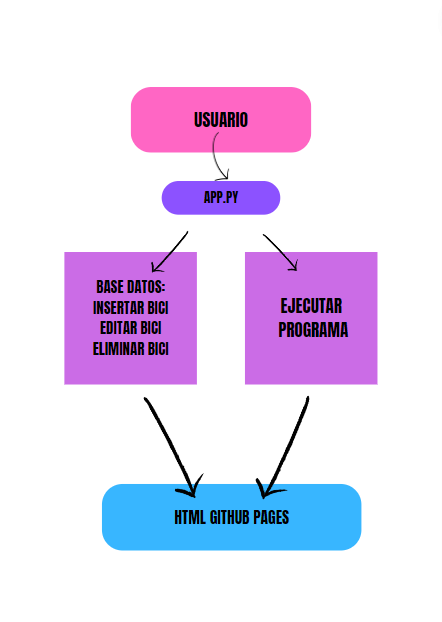 USUARIO
APP.PY
BASE DATOS:
INSERTAR BICI
EDITAR BICI
ELIMINAR BICI
EJECUTAR
PROGRAMA
HTML GITHUB PAGES